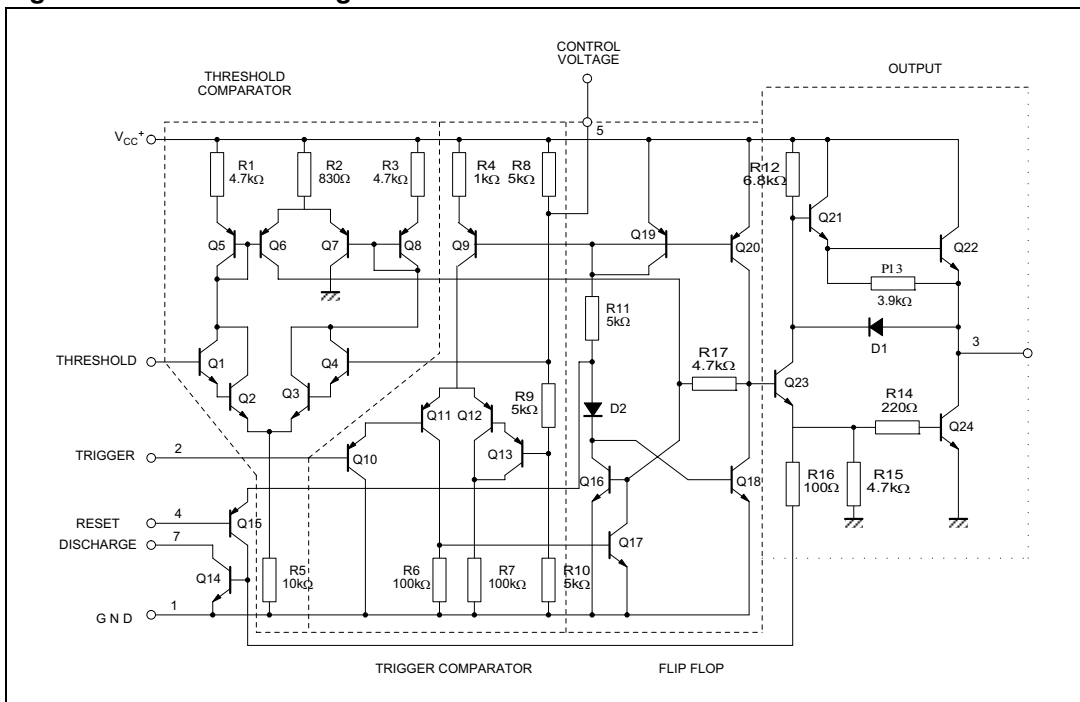 CONTROL
VOLTAGE
THRESHOLD
COMPARATOR
OUTPUT
5
VCC+
R1
4.7kΩ
R2
830Ω
R3
4.7kΩ
R4
1kΩ
R8
5kΩ
R12
6.8kΩ
Q5
Q6
Q7
Q8
Q9
Q19
Q20
Q21
Q22
P13
3.9kΩ
R11
5kΩ
D1
3
THRESHOLD
Q1
Q2
Q3
Q4
R17
4.7kΩ
Q23
R9
5kΩ
D2
R14
220Ω
Q11
Q12
Q13
Q24
TRIGGER
2
Q10
Q16
Q18
R16
100Ω
R15
4.7kΩ
RESET
4
Q15
DISCHARGE
7
Q17
Q14
R5
10kΩ
R6
100kΩ
R7
100kΩ
R10
5kΩ
GND
1
TRIGGER COMPARATOR
FLIP FLOP